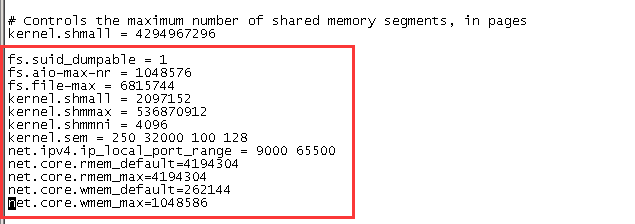 # Controls the maximum number of shared memory segments, in pages
kernel.shmall = 4294967296
fs.suid_dumpable = 1
fs.aio-max-nr = 1048576
fs.file-max = 6815744
kernel.shmall = 2097152
kernel.shmmax = 536870912
kernel.shmmni = 4096
kernel.sem = 250 32000 100 128
net.ipv4.ip_local_port_range = 9000 65500
net.core.rmem_default=4194304
net.core.rmem_max=4194304
net.core.wmem_default=262144
net.core.wmem_max=1048586